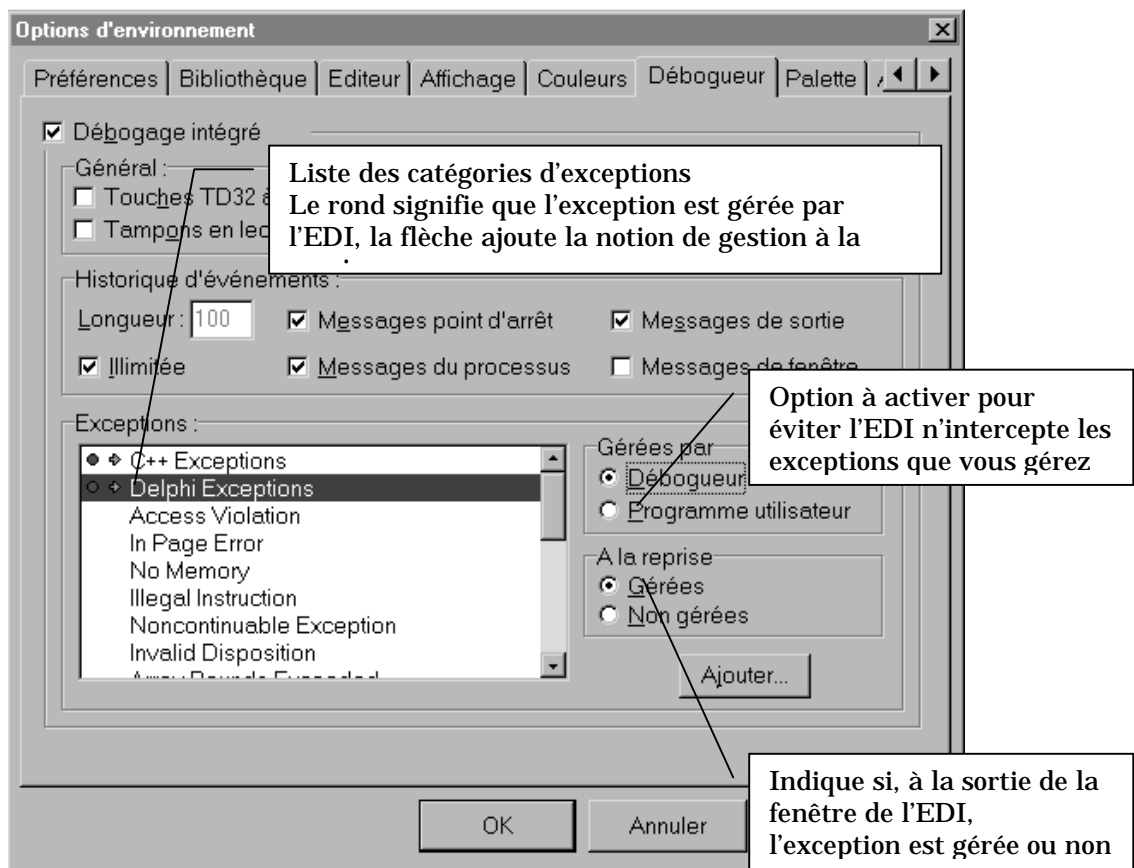 Options d'environnement
Préférences Bibliothèque Editeur Affichage Couleurs Débogueur Palette
Débogage intégré
Général :
Touches TD32
Tampons en lec
Liste des catégories d'exceptions
Le rond signifie que l'exception est gérée par
l'EDI, la flèche ajoute la notion de gestion à la
Historique d'événements :
Longueur : 100
Messages point d'arrêt
Messages de sortie
Illimitée
Messages du processus
Messages de fenêtre
Option à activer pour
éviter l'EDI n'intercepte les
exceptions que vous gérez
Exceptions :
C++ Exceptions
Delphi Exceptions
Access Violation
In Page Error
No Memory
Illegal Instruction
Noncontinuable Exception
Invalid Disposition
Gérées par
Débogueur
Programme utilisateur
A la reprise
Gérées
Non gérées
Ajouter...
Indique si, à la sortie de la
fenêtre de l'EDI,
l'exception est gérée ou non
OK
Annuler